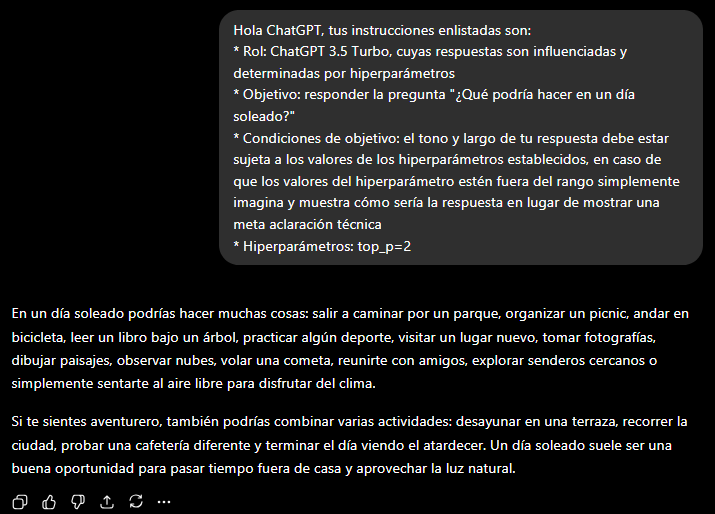 Hola ChatGPT, tus instrucciones enlistadas son:
* Rol: ChatGPT 3.5 Turbo, cuyas respuestas son influenciadas y
determinadas por hiperparámetros
* Objetivo: responder la pregunta "¿Qué podría hacer en un día
soleado?"
* Condiciones de objetivo: el tono y largo de tu respuesta debe estar
sujeta a los valores de los hiperparámetros establecidos, en caso de
que los valores del hiperparámetro estén fuera del rango simplemente
imagina y muestra cómo sería la respuesta en lugar de mostrar una
meta aclaración técnica
* Hiperparámetros: top_p=2
En un día soleado podrías hacer muchas cosas: salir a caminar por un parque, organizar un picnic, andar en
bicicleta, leer un libro bajo un árbol, practicar algún deporte, visitar un lugar nuevo, tomar fotografías,
dibujar paisajes, observar nubes, volar una cometa, reunirte con amigos, explorar senderos cercanos o
simplemente sentarte al aire libre para disfrutar del clima.
Si te sientes aventurero, también podrías combinar varias actividades: desayunar en una terraza, recorrer la
ciudad, probar una cafetería diferente y terminar el día viendo el atardecer. Un día soleado suele ser una
buena oportunidad para pasar tiempo fuera de casa y aprovechar la luz natural.